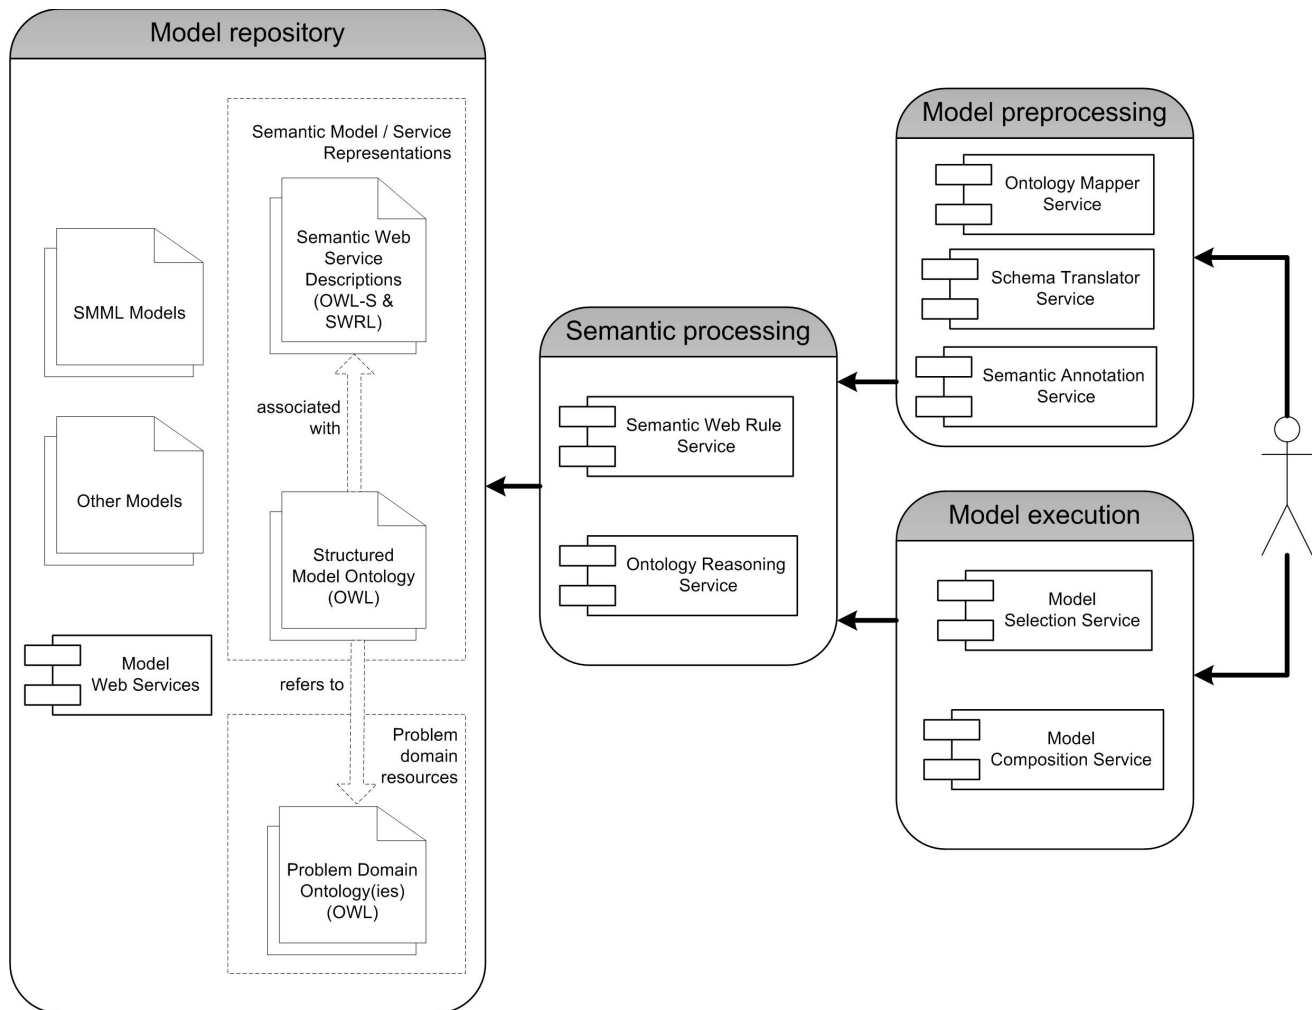 Model repository
Semantic Model / Service
Representations
Semantic Web
Service
Descriptions
(OWL-S &
SWRL)
SMML Models
associated
with
Other Models
Structured
Model Ontology
(OWL)
Model
Web Services
refers to
Problem
domain
resources
Problem Domain
Ontology(ies)
(OWL)
Semantic processing
Semantic Web Rule
Service
Ontology Reasoning
Service
Model preprocessing
Ontology Mapper
Service
Schema Translator
Service
Semantic Annotation
Service
Model execution
Model
Selection Service
Model
Composition Service